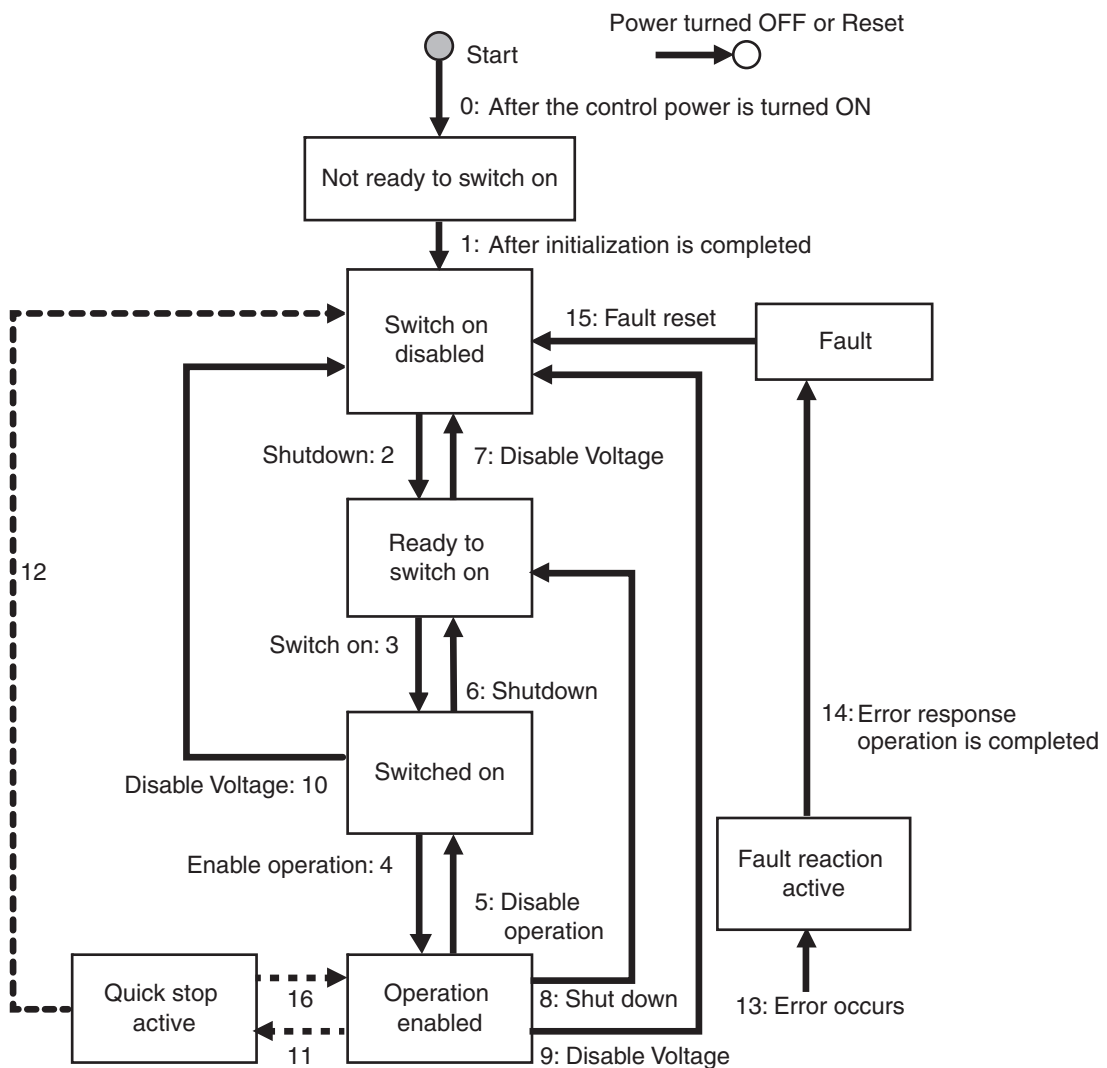 Power turned OFF or Reset
Start
0: After the control power is turned ON
Not ready to switch on
1: After initialization is completed
Switch on
disabled
15: Fault reset
Fault
Shutdown: 2
7: Disable Voltage
Ready to
switch on
12
Switch on: 3
6: Shutdown
14: Error response
operation is completed
Switched on
Disable Voltage: 10
Enable operation: 4
5: Disable
operation
Fault reaction
active
Quick stop
active
16
11
Operation
enabled
8: Shut down
9: Disable Voltage
13: Error occurs